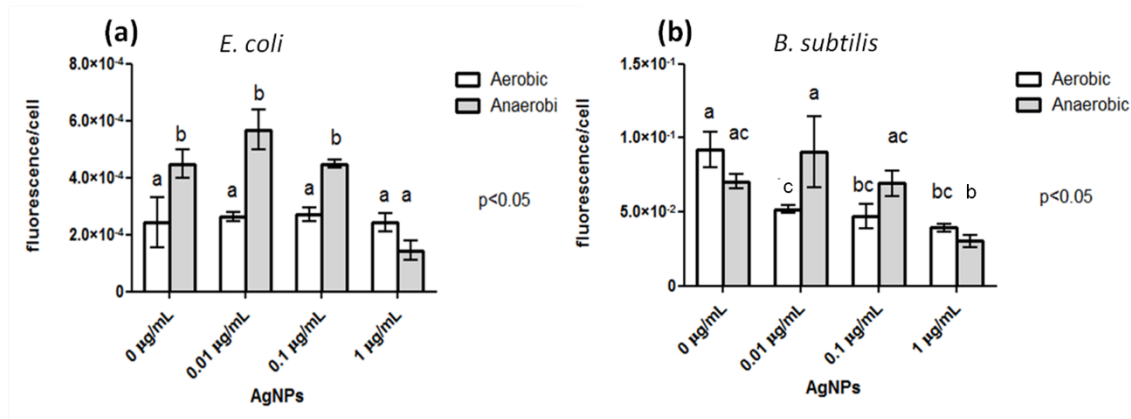 (a) E. coli
8.0×10⁻⁴
6.0×10⁻⁴
4.0×10⁻⁴
2.0×10⁻⁴
0
fluorescence/cell
a b a b a b a a
0 µg/mL
0.01 µg/mL
0.1 µg/mL
1 µg/mL
AgNPs
Aerobic
Anaerobi
p<0.05
(b) B. subtilis
1.5×10⁻¹
1.0×10⁻¹
5.0×10⁻²
0
fluorescence/cell
a ac c a bc ac bc b
0 µg/mL
0.01 µg/mL
0.1 µg/mL
1 µg/mL
AgNPs
Aerobic
Anaerobic
p<0.05